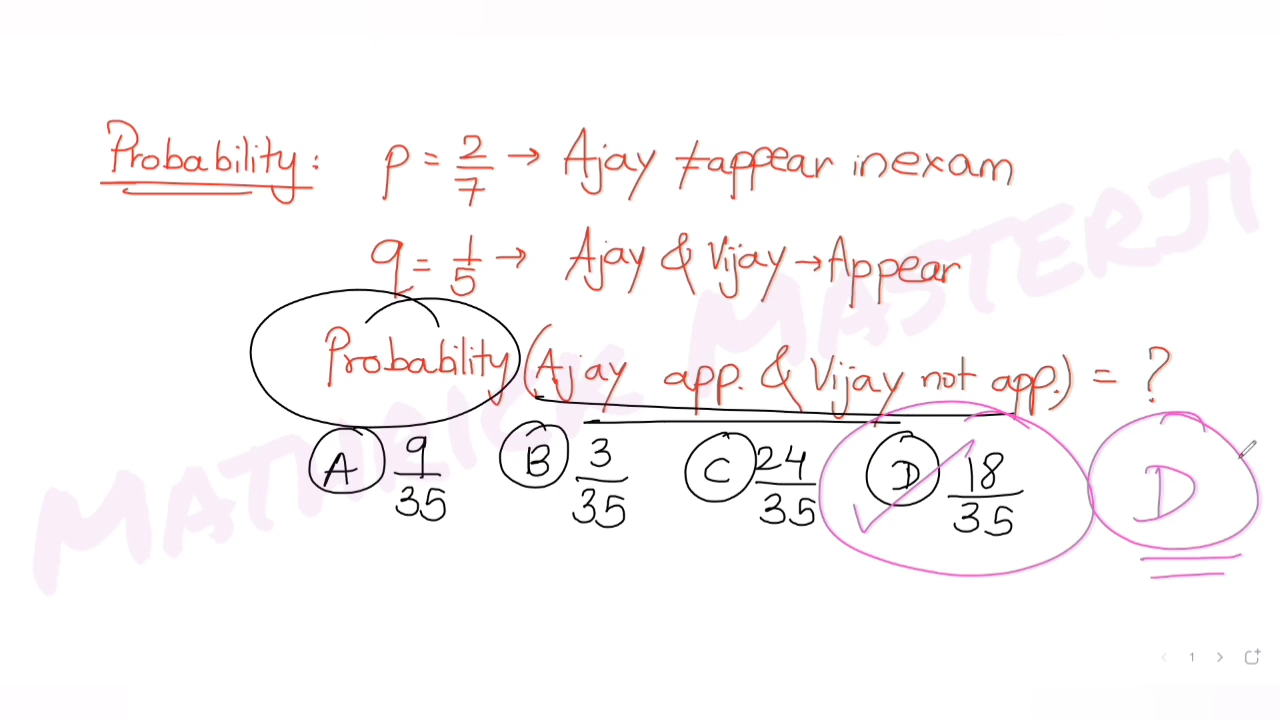 Probability: p = 2/7 → Ajay ≠appear in exam
q = 1/5 → Ajay & Vijay → Appear
Probability (Ajay app. & Vijay not app.) = ?
A 9/35 B 3/35 C 24/35 D 18/35 D
MATHRICK MASTERJI
1